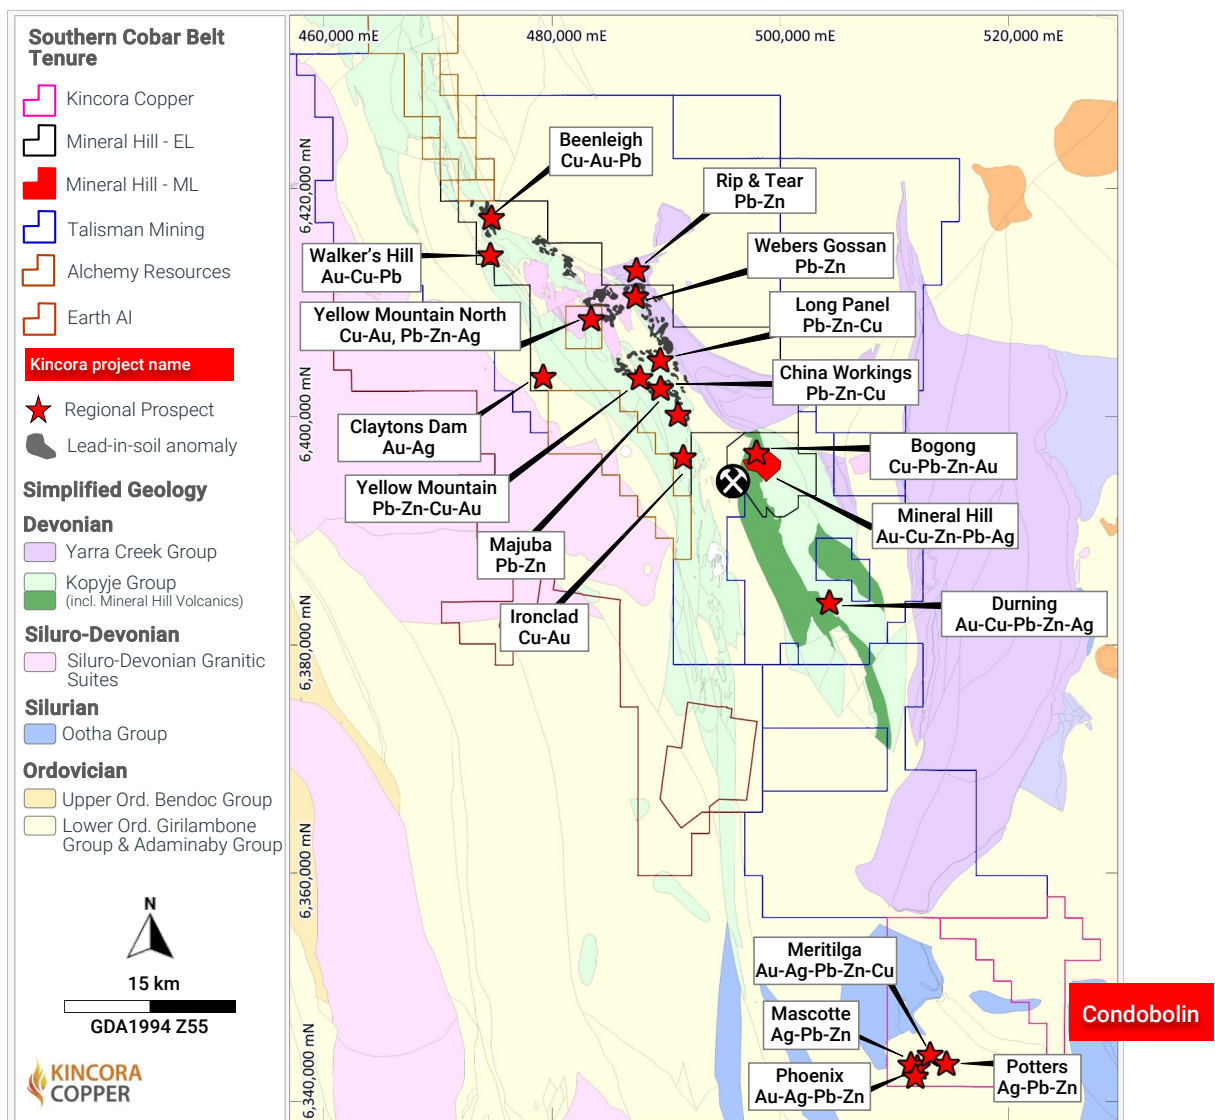 Southern Cobar Belt
Tenure
Kincora Copper
Mineral Hill - EL
Mineral Hill - ML
Talisman Mining
Alchemy Resources
Earth AI
Kincora project name
Regional Prospect
Lead-in-soil anomaly
Simplified Geology
Devonian
Yarra Creek Group
Kopyje Group
(incl. Mineral Hill Volcanics)
Siluro-Devonian
Siluro-Devonian Granitic
Suites
Silurian
Ootha Group
Ordovician
Upper Ord. Bendoc Group
Lower Ord. Girilambone
Group & Adaminaby Group
N
15 km
GDA1994 Z55
KINCORA
COPPER
460,000 mE
480,000 mE
500,000 mE
520,000 mE
6,420,000 mN
6,400,000 mN
6,380,000 mN
6,360,000 mN
6,340,000 mN
Beenleigh
Cu-Au-Pb
Rip & Tear
Pb-Zn
Walker's Hill
Au-Cu-Pb
Webers Gossan
Pb-Zn
Yellow Mountain North
Cu-Au, Pb-Zn-Ag
Long Panel
Pb-Zn-Cu
China Workings
Pb-Zn-Cu
Claytons Dam
Au-Ag
Bogong
Cu-Pb-Zn-Au
Yellow Mountain
Pb-Zn-Cu-Au
Mineral Hill
Au-Cu-Zn-Pb-Ag
Majuba
Pb-Zn
Ironclad
Cu-Au
Durning
Au-Cu-Pb-Zn-Ag
Meritilga
Au-Ag-Pb-Zn-Cu
Mascotte
Ag-Pb-Zn
Condobolin
Phoenix
Au-Ag-Pb-Zn
Potters
Ag-Pb-Zn